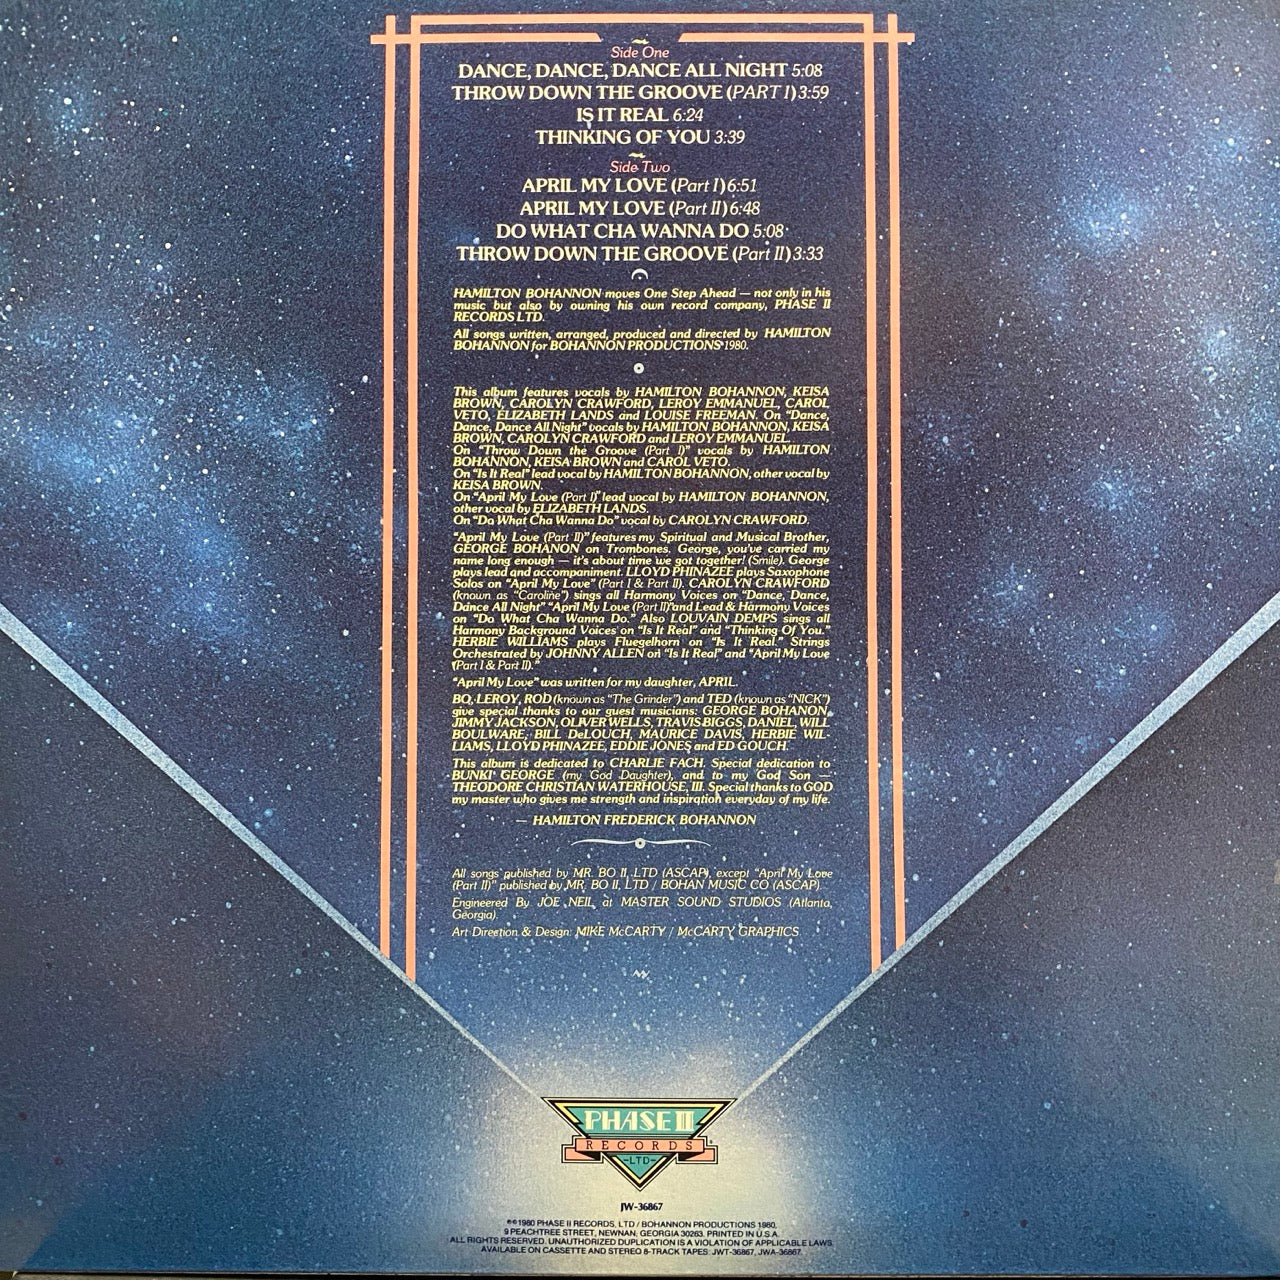 Side One
DANCE, DANCE, DANCE ALL NIGHT 5:08
THROW DOWN THE GROOVE (PART I) 3:59
IS IT REAL 6:24
THINKING OF YOU 3:39
Side Two
APRIL MY LOVE (Part I) 6:51
APRIL MY LOVE (Part II) 6:48
DO WHAT CHA WANNA DO 5:08
THROW DOWN THE GROOVE (Part II) 3:33
HAMILTON BOHANNON moves One Step Ahead — not only in his
music but also by owning his own record company, PHASE II
RECORDS LTD.
All songs written, arranged, produced and directed by HAMILTON
BOHANNON for BOHANNON PRODUCTIONS 1980.
This album features vocals by HAMILTON BOHANNON, KEISA
BROWN, CAROLYN CRAWFORD, LEROY EMMANUEL, CAROL
VETO, ELIZABETH LANDS and LOUISE FREEMAN. On "Dance,
Dance, Dance All Night" vocals by HAMILTON BOHANNON, KEISA
BROWN, CAROLYN CRAWFORD and LEROY EMMANUEL.
On "Throw Down the Groove (Part I)" vocals by HAMILTON
BOHANNON, KEISA BROWN and CAROL VETO.
On "Is It Real" lead vocal by HAMILTON BOHANNON, other vocal by
KEISA BROWN.
On "April My Love (Part I)" lead vocal by HAMILTON BOHANNON,
other vocal by ELIZABETH LANDS.
On "Do What Cha Wanna Do" vocal by CAROLYN CRAWFORD.
"April My Love (Part II)" features my Spiritual and Musical Brother,
GEORGE BOHANON on Trombones. George, you've carried my
name long enough — it's about time we got together! (Smile). George
plays lead and accompaniment. LLOYD PHINAZEE plays Saxophone
Solos on "April My Love" (Part I & Part II). CAROLYN CRAWFORD
(known as "Caroline") sings all Harmony Voices on "Dance, Dance,
Dance All Night" "April My Love (Part II)" and Lead & Harmony Voices
on "Do What Cha Wanna Do." Also LOUVAIN DEMPS sings all
Harmony Background Voices on "Is It Real" and "Thinking Of You."
HERBIE WILLIAMS plays Fluegelhorn on "Is It Real." Strings
Orchestrated by JOHNNY ALLEN on "Is It Real" and "April My Love
(Part I & Part II)."
"April My Love" was written for my daughter, APRIL.
BO, LEROY, ROD (known as "The Grinder") and TED (known as "NICK")
give special thanks to our guest musicians: GEORGE BOHANON,
JIMMY JACKSON, OLIVER WELLS, TRAVIS BIGGS, DANIEL, WILL
BOULWARE, BILL DeLOUCH, MAURICE DAVIS, HERBIE WIL-
LIAMS, LLOYD PHINAZEE, EDDIE JONES and ED GOUCH.
This album is dedicated to CHARLIE FACH. Special dedication to
BUNKI GEORGE (my God Daughter), and to my God Son —
THEODORE CHRISTIAN WATERHOUSE, III. Special thanks to GOD
my master who gives me strength and inspiration everyday of my life.
— HAMILTON FREDERICK BOHANNON
All songs published by MR. BO II, LTD (ASCAP), except "April My Love
(Part II)" published by MR. BO II, LTD / BOHAN MUSIC CO (ASCAP).
Engineered By JOE NEIL at MASTER SOUND STUDIOS (Atlanta,
Georgia).
Art Direction & Design: MIKE McCARTY / McCARTY GRAPHICS
PHASE II
RECORDS
-LTD-
JW-36867
℗©1980 PHASE II RECORDS, LTD / BOHANNON PRODUCTIONS 1980,
9 PEACHTREE STREET, NEWNAN, GEORGIA 30263. PRINTED IN U.S.A.
ALL RIGHTS RESERVED. UNAUTHORIZED DUPLICATION IS A VIOLATION OF APPLICABLE LAWS.
AVAILABLE ON CASSETTE AND STEREO 8-TRACK TAPES: JWT-36867, JWA-36867.